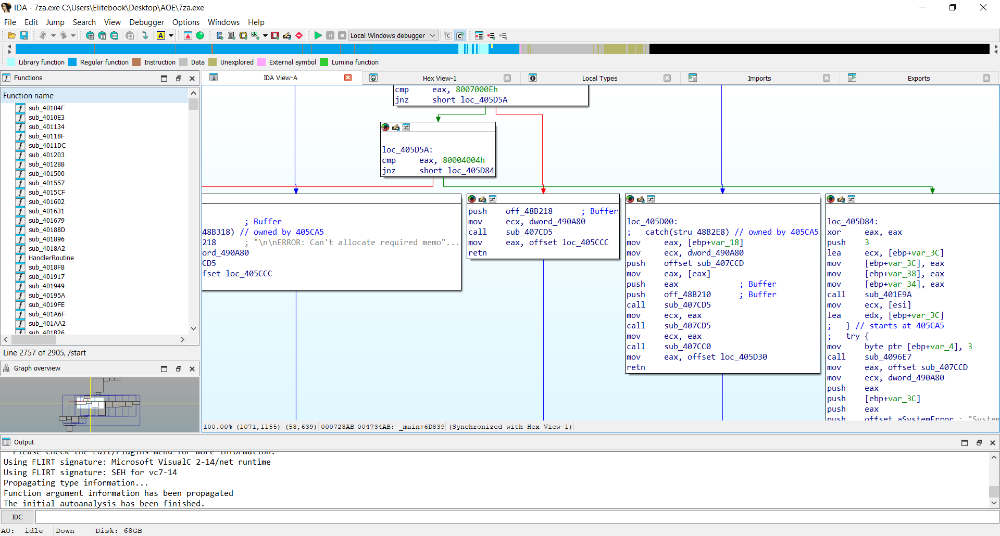 IDA - 7za.exe C:\Users\Elitebook\Desktop\AOE\7za.exe
File Edit Jump Search View Debugger Options Windows Help
Local Windows debugger
Library function Regular function Instruction Data Unexplored External symbol Lumina function
Functions
IDA View-A
Hex View-1
Local Types
Imports
Exports
Function name
sub_40104F
sub_4010E3
sub_401134
sub_40118F
sub_4011DC
sub_401203
sub_4012BB
sub_401500
sub_401557
sub_4015CF
sub_401602
sub_401631
sub_401679
sub_40188D
sub_401896
sub_4018A2
HandlerRoutine
sub_4018FB
sub_401917
sub_401949
sub_40195A
sub_4019FE
sub_401A6F
sub_401AA2
sub_401B26
Line 2757 of 2905, /start
Graph overview
cmp eax, 8007000Eh
jnz short loc_405D5A
loc_405D5A:
cmp eax, 80004004h
jnz short loc_405D84
; Buffer
48B318) // owned by 405CA5
218 ; "\n\nERROR: Can't allocate required memo"...
ord_490A80
CD5
fset loc_405CCC
push off_48B218 ; Buffer
mov ecx, dword_490A80
call sub_407CD5
mov eax, offset loc_405CCC
retn
loc_405D00:
; catch(stru_48B2E8) // owned by 405CA5
mov eax, [ebp+var_18]
mov ecx, dword_490A80
push offset sub_407CCD
mov eax, [eax]
push eax ; Buffer
push off_48B210 ; Buffer
call sub_407CD5
mov ecx, eax
call sub_407CD5
mov ecx, eax
call sub_407CC0
mov eax, offset loc_405D30
retn
loc_405D84:
xor eax, eax
push 3
lea ecx, [ebp+var_3C]
mov [ebp+var_3C], eax
mov [ebp+var_38], eax
mov [ebp+var_34], eax
call sub_401E9A
mov ecx, [esi]
lea edx, [ebp+var_3C]
; } // starts at 405CA5
; try {
mov byte ptr [ebp+var_4], 3
call sub_4096E7
mov eax, offset sub_407CCD
mov ecx, dword_490A80
push eax
push [ebp+var_3C]
push eax
push offset aSystemError ; "System
100.00% (1071,1155) (58,639) 000728AB 004734AB: _main+6D839 (Synchronized with Hex View-1)
Output
Please check the Edit/Plugins menu for more information.
Using FLIRT signature: Microsoft VisualC 2-14/net runtime
Using FLIRT signature: SEH for vc7-14
Propagating type information...
Function argument information has been propagated
The initial autoanalysis has been finished.
IDC
AU: idle Down Disk: 68GB